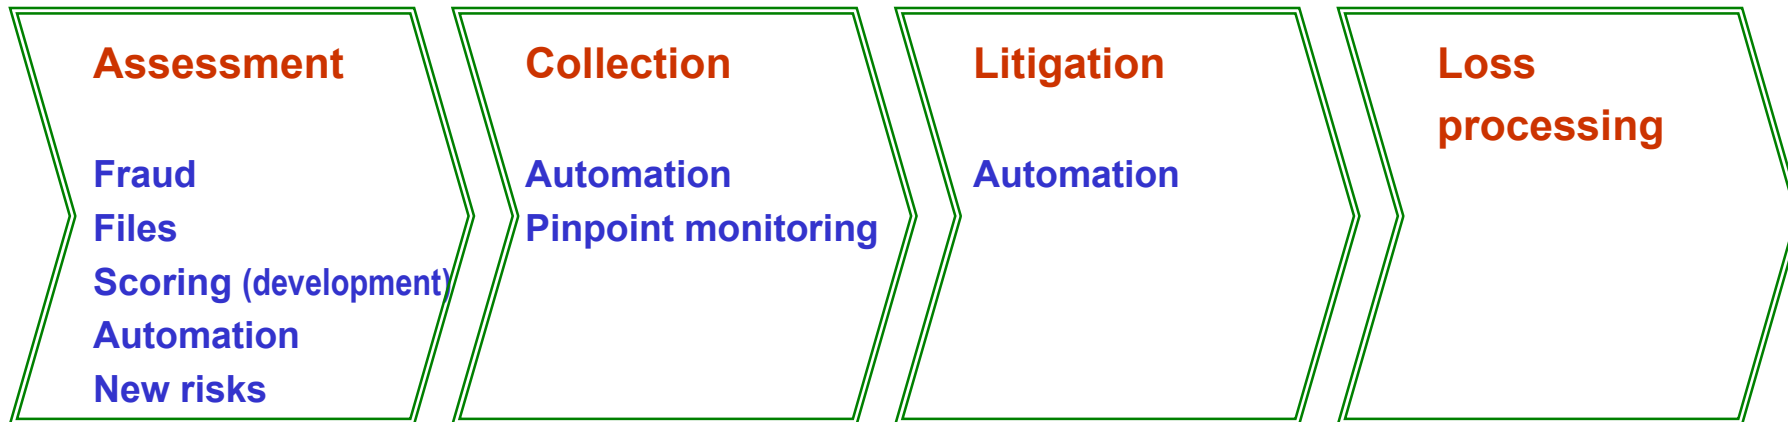 Assessment
Fraud
Files
Scoring (development)
Automation
New risks
Collection
Automation
Pinpoint monitoring
Litigation
Automation
Loss
processing